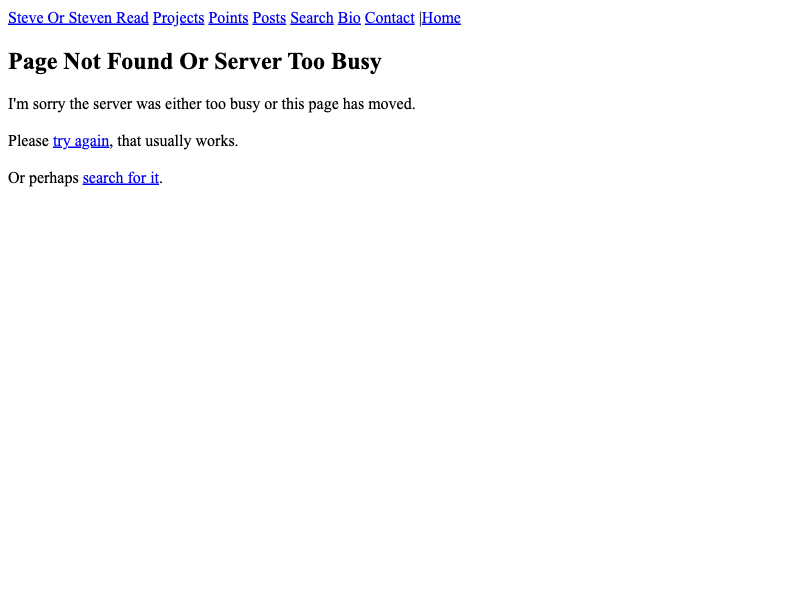 Steve Or Steven Read Projects Points Posts Search Bio Contact |Home
Page Not Found Or Server Too Busy
I'm sorry the server was either too busy or this page has moved.
Please try again, that usually works.
Or perhaps search for it.